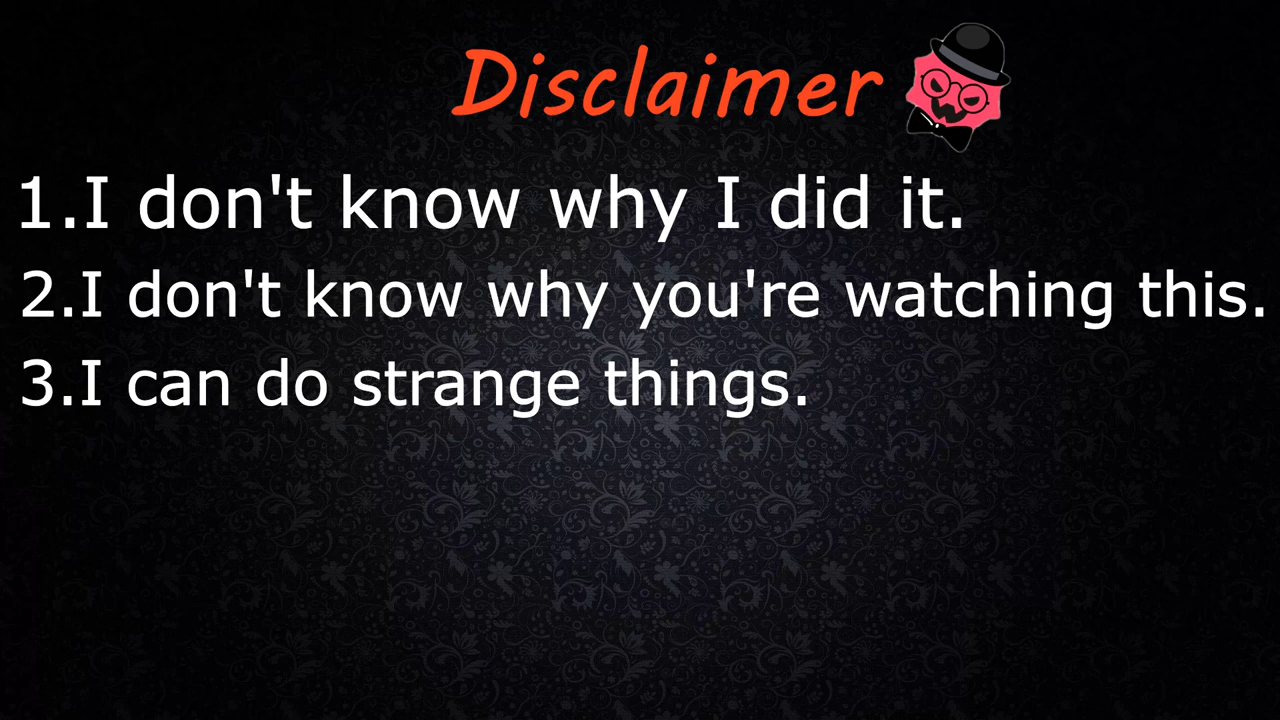 Disclaimer
1.I don't know why I did it.
2.I don't know why you're watching this.
3.I can do strange things.